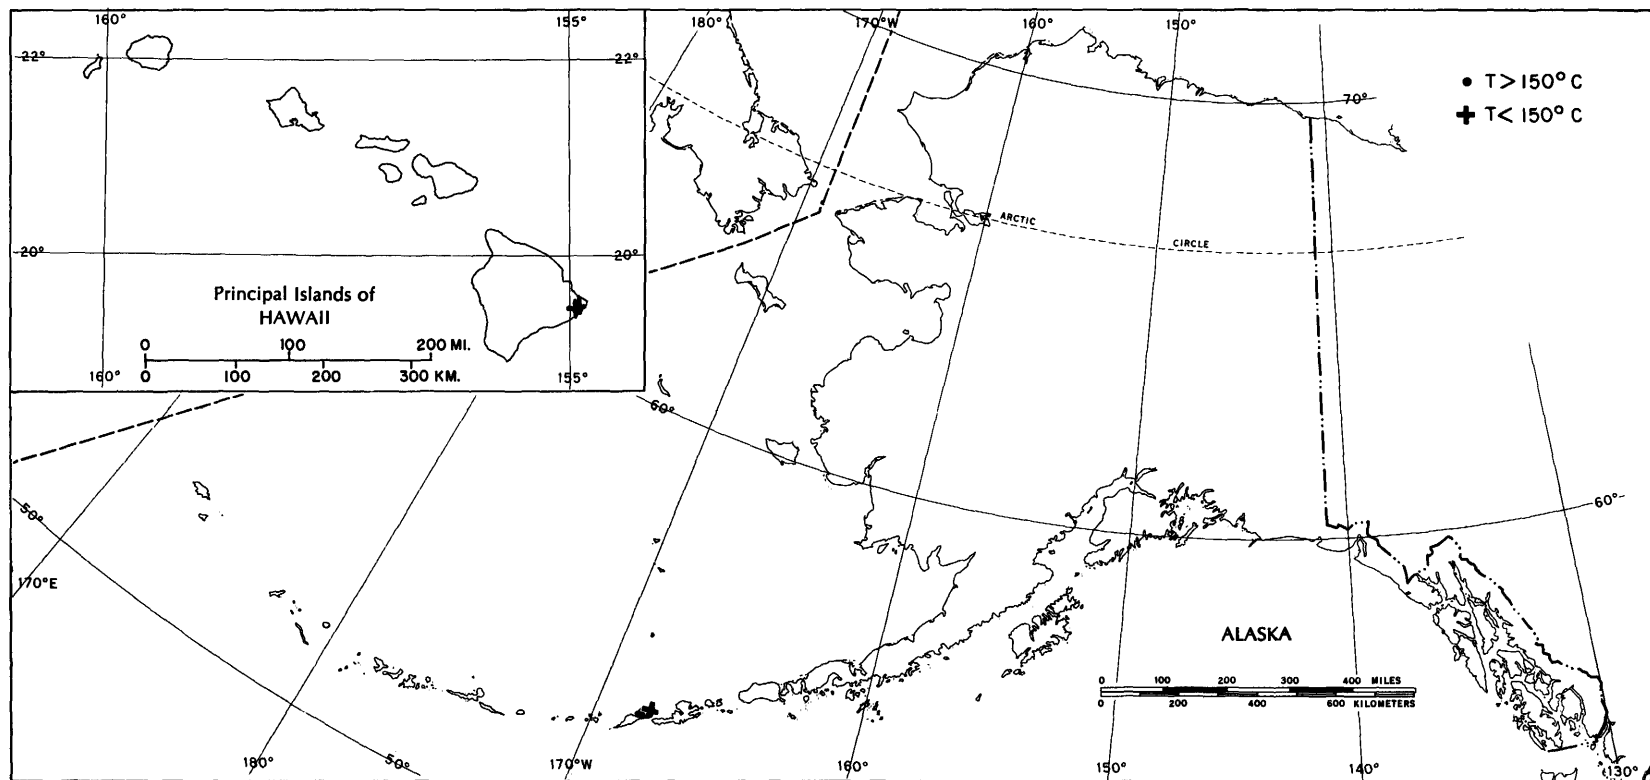 160°
155°
180°
170°W
160°
150°
22°
22°
70°
• T > 150° C
✚ T < 150° C
ARCTIC
CIRCLE
20°
20°
Principal Islands of
HAWAII
0 100 200 MI.
0 100 200 300 KM.
160°
155°
60°
60°
50°
170°E
ALASKA
0 100 200 300 400 MILES
0 200 400 600 KILOMETERS
180°
50°
170°W
160°
150°
140°
130°